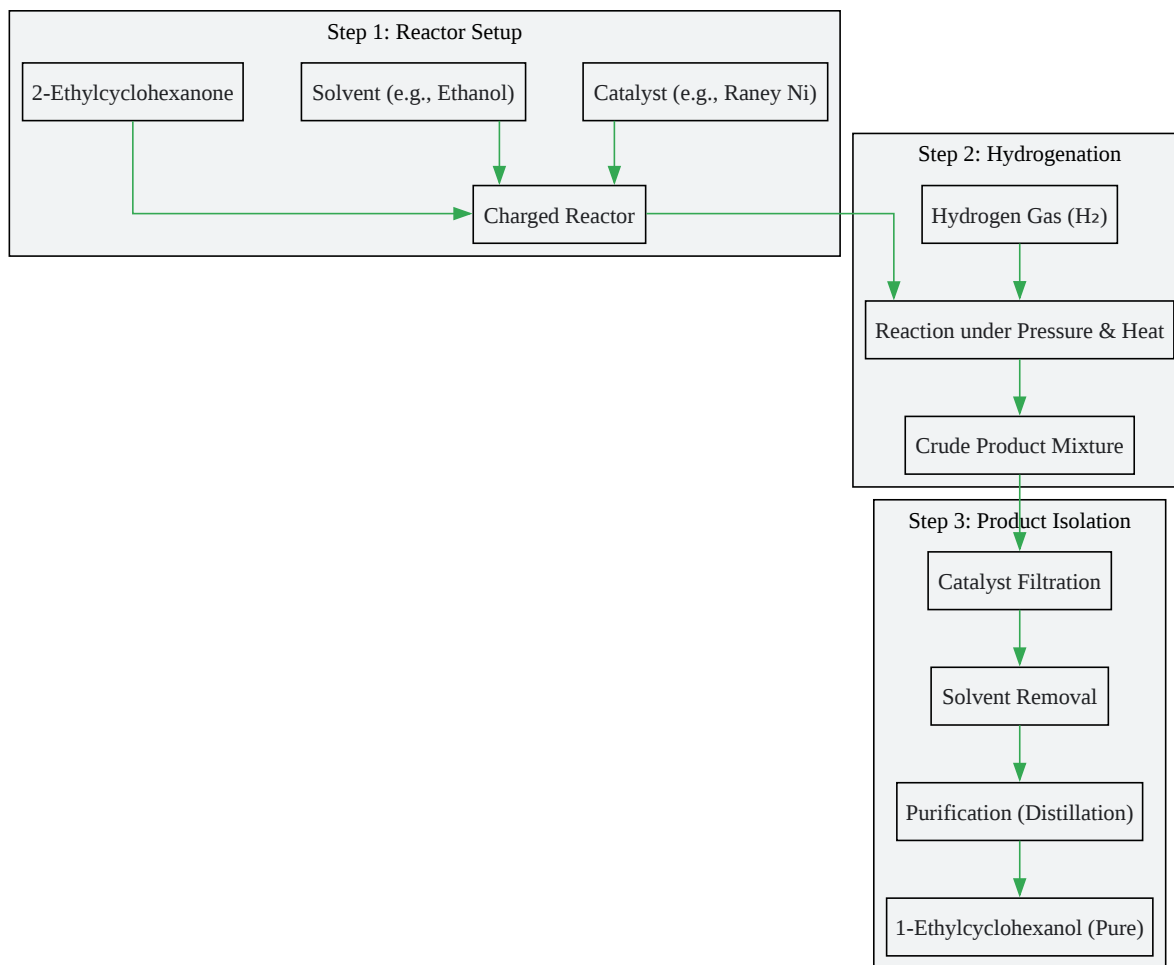 Step 1: Reactor Setup
2-Ethylcyclohexanone
Solvent (e.g., Ethanol)
Catalyst (e.g., Raney Ni)
Charged Reactor
Step 2: Hydrogenation
Hydrogen Gas (H₂)
Reaction under Pressure & Heat
Crude Product Mixture
Step 3: Product Isolation
Catalyst Filtration
Solvent Removal
Purification (Distillation)
1-Ethylcyclohexanol (Pure)